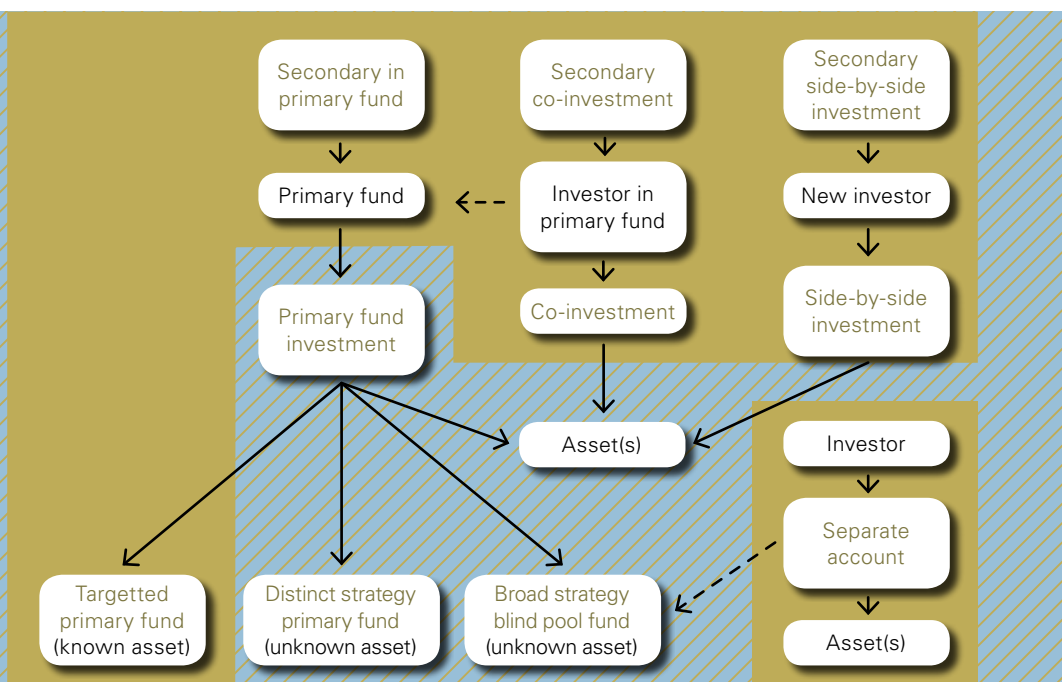 Secondary in
primary fund
Secondary
co-investment
Secondary
side-by-side
investment
Primary fund
Investor in
primary fund
New investor
Primary fund
investment
Co-investment
Side-by-side
investment
Asset(s)
Investor
Separate
account
Asset(s)
Targetted
primary fund
(known asset)
Distinct strategy
primary fund
(unknown asset)
Broad strategy
blind pool fund
(unknown asset)